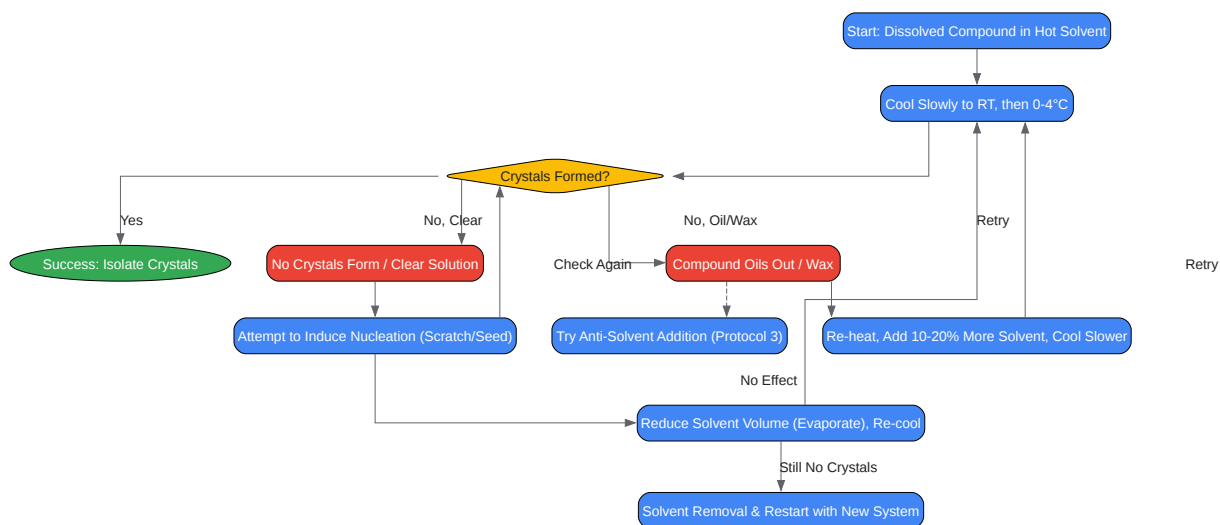 Start: Dissolved Compound in Hot Solvent
Cool Slowly to RT, then 0-4°C
Crystals Formed?
Yes
No, Clear
No, Oil/Wax
Retry
Success: Isolate Crystals
No Crystals Form / Clear Solution
Check Again
Compound Oils Out / Wax
Retry
Attempt to Induce Nucleation (Scratch/Seed)
Try Anti-Solvent Addition (Protocol 3)
Re-heat, Add 10-20% More Solvent, Cool Slower
No Effect
Reduce Solvent Volume (Evaporate), Re-cool
Still No Crystals
Solvent Removal & Restart with New System